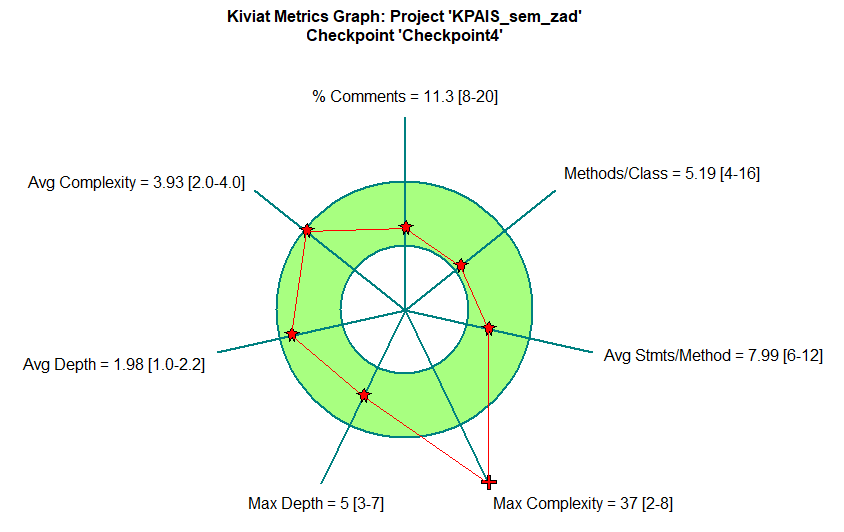 Kiviat Metrics Graph: Project 'KPAIS_sem_zad'
Checkpoint 'Checkpoint4'
% Comments = 11.3 [8-20]
Methods/Class = 5.19 [4-16]
Avg Complexity = 3.93 [2.0-4.0]
Avg Stmts/Method = 7.99 [6-12]
Avg Depth = 1.98 [1.0-2.2]
Max Depth = 5 [3-7]
Max Complexity = 37 [2-8]